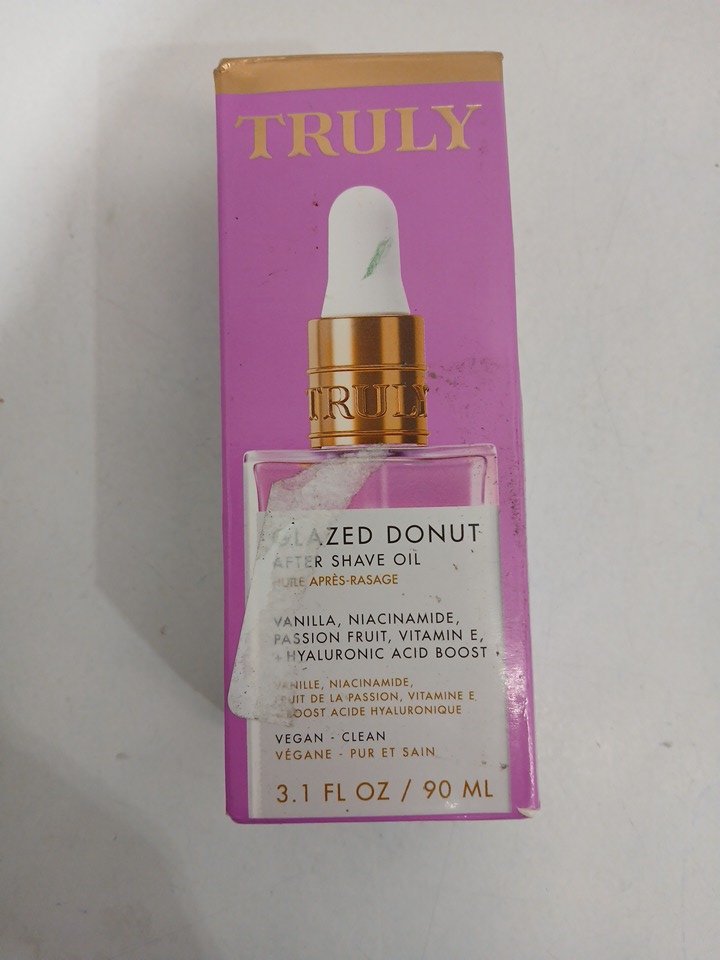 TRULY
TRULY
GLAZED DONUT
AFTER SHAVE OIL
HUILE APRÈS-RASAGE
VANILLA, NIACINAMIDE,
PASSION FRUIT, VITAMIN E,
+ HYALURONIC ACID BOOST
VANILLE, NIACINAMIDE,
FRUIT DE LA PASSION, VITAMINE E,
+ BOOST ACIDE HYALURONIQUE
VEGAN - CLEAN
VÉGANE - PUR ET SAIN
3.1 FL OZ / 90 ML